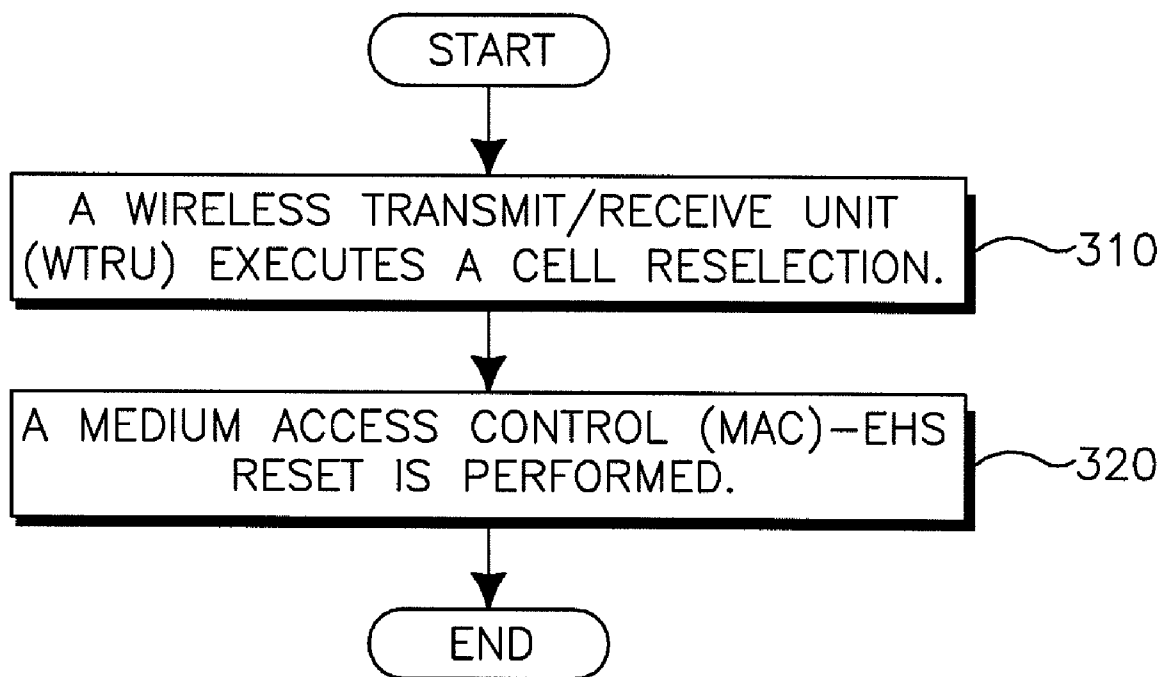 START
A WIRELESS TRANSMIT/RECEIVE UNIT
(WTRU) EXECUTES A CELL RESELECTION.
310
A MEDIUM ACCESS CONTROL (MAC)-EHS
RESET IS PERFORMED.
320
END